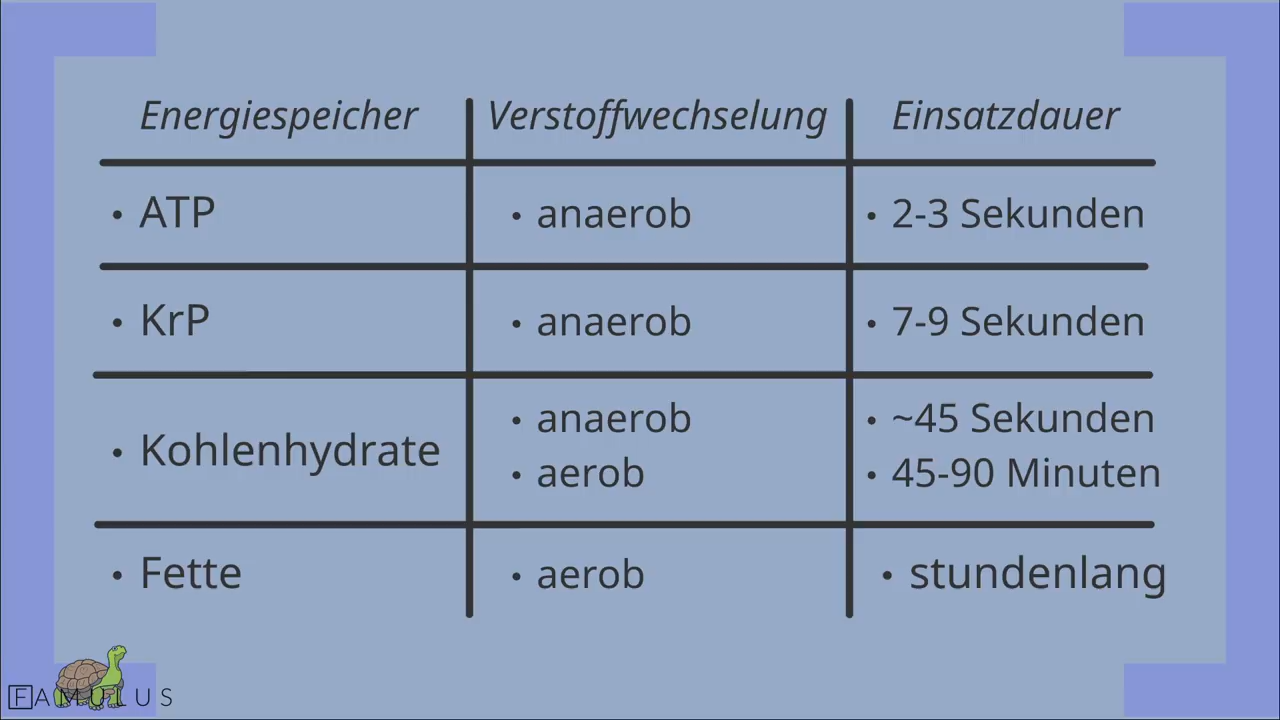 Energiespeicher Verstoffwechselung Einsatzdauer
• ATP • anaerob • 2-3 Sekunden
• KrP • anaerob • 7-9 Sekunden
• Kohlenhydrate • anaerob • ~45 Sekunden
• aerob • 45-90 Minuten
• Fette • aerob • stundenlang
FAMULUS